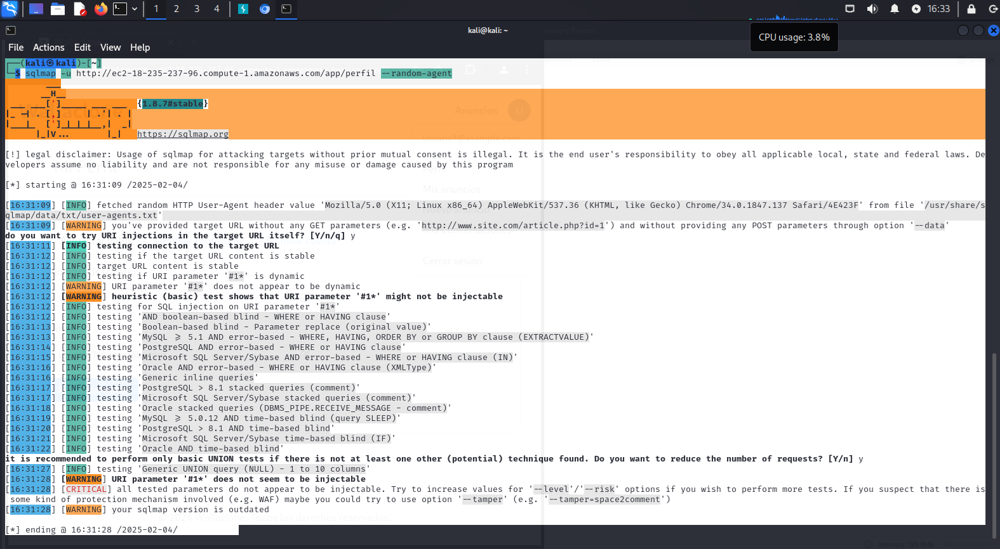 1 2 3 4 16:33
kali@kali: ~
CPU usage: 3.8%
File Actions Edit View Help
┌──(kali㉿kali)-[~]
└─$ sqlmap -u http://ec2-18-235-237-96.compute-1.amazonaws.com/app/perfil --random-agent
{1.8.7#stable}
https://sqlmap.org
[!] legal disclaimer: Usage of sqlmap for attacking targets without prior mutual consent is illegal. It is the end user's responsibility to obey all applicable local, state and federal laws. De
velopers assume no liability and are not responsible for any misuse or damage caused by this program
[*] starting @ 16:31:09 /2025-02-04/
[16:31:09] [INFO] fetched random HTTP User-Agent header value 'Mozilla/5.0 (X11; Linux x86_64) AppleWebKit/537.36 (KHTML, like Gecko) Chrome/34.0.1847.137 Safari/4E423F' from file '/usr/share/s
qlmap/data/txt/user-agents.txt'
[16:31:09] [WARNING] you've provided target URL without any GET parameters (e.g. 'http://www.site.com/article.php?id=1') and without providing any POST parameters through option '--data'
do you want to try URI injections in the target URL itself? [Y/n/q] y
[16:31:11] [INFO] testing connection to the target URL
[16:31:12] [INFO] testing if the target URL content is stable
[16:31:12] [INFO] target URL content is stable
[16:31:12] [INFO] testing if URI parameter '#1*' is dynamic
[16:31:12] [WARNING] URI parameter '#1*' does not appear to be dynamic
[16:31:12] [WARNING] heuristic (basic) test shows that URI parameter '#1*' might not be injectable
[16:31:12] [INFO] testing for SQL injection on URI parameter '#1*'
[16:31:12] [INFO] testing 'AND boolean-based blind - WHERE or HAVING clause'
[16:31:13] [INFO] testing 'Boolean-based blind - Parameter replace (original value)'
[16:31:13] [INFO] testing 'MySQL >= 5.1 AND error-based - WHERE, HAVING, ORDER BY or GROUP BY clause (EXTRACTVALUE)'
[16:31:14] [INFO] testing 'PostgreSQL AND error-based - WHERE or HAVING clause'
[16:31:15] [INFO] testing 'Microsoft SQL Server/Sybase AND error-based - WHERE or HAVING clause (IN)'
[16:31:16] [INFO] testing 'Oracle AND error-based - WHERE or HAVING clause (XMLType)'
[16:31:16] [INFO] testing 'Generic inline queries'
[16:31:17] [INFO] testing 'PostgreSQL > 8.1 stacked queries (comment)'
[16:31:17] [INFO] testing 'Microsoft SQL Server/Sybase stacked queries (comment)'
[16:31:18] [INFO] testing 'Oracle stacked queries (DBMS_PIPE.RECEIVE_MESSAGE - comment)'
[16:31:19] [INFO] testing 'MySQL >= 5.0.12 AND time-based blind (query SLEEP)'
[16:31:20] [INFO] testing 'PostgreSQL > 8.1 AND time-based blind'
[16:31:21] [INFO] testing 'Microsoft SQL Server/Sybase time-based blind (IF)'
[16:31:22] [INFO] testing 'Oracle AND time-based blind'
it is recommended to perform only basic UNION tests if there is not at least one other (potential) technique found. Do you want to reduce the number of requests? [Y/n] y
[16:31:27] [INFO] testing 'Generic UNION query (NULL) - 1 to 10 columns'
[16:31:28] [WARNING] URI parameter '#1*' does not seem to be injectable
[16:31:28] [CRITICAL] all tested parameters do not appear to be injectable. Try to increase values for '--level'/'--risk' options if you wish to perform more tests. If you suspect that there is
some kind of protection mechanism involved (e.g. WAF) maybe you could try to use option '--tamper' (e.g. '--tamper=space2comment')
[16:31:28] [WARNING] your sqlmap version is outdated
[*] ending @ 16:31:28 /2025-02-04/
Anuncios
Mis anuncios
Cerrar sesión
© 2024 Wallaclone. Todos los derechos reservados